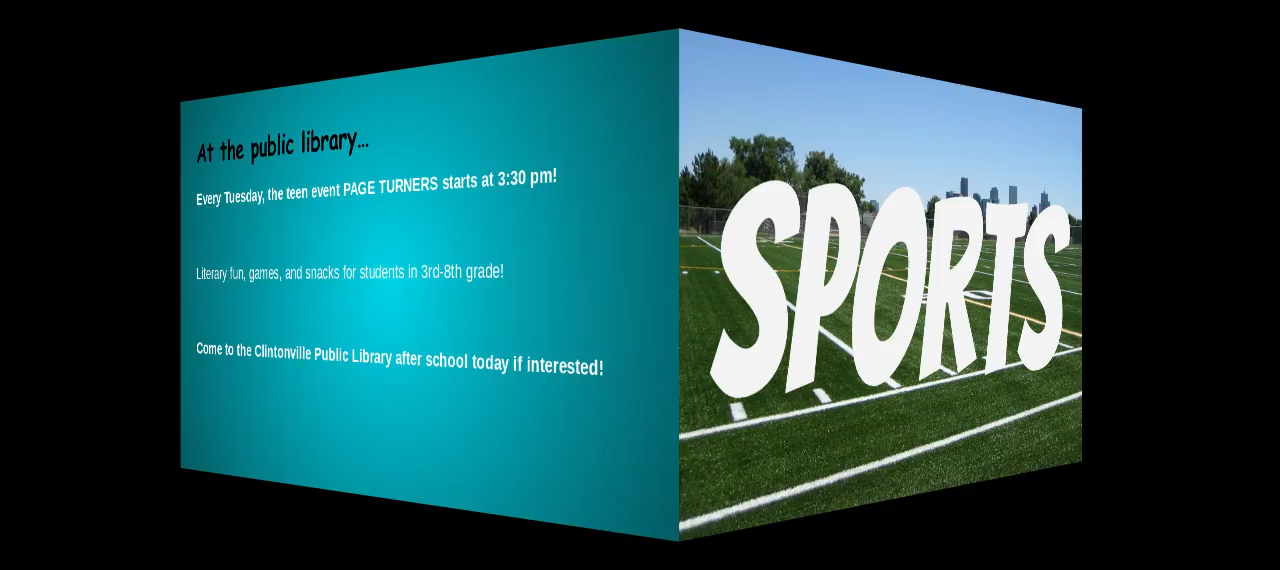 At the public library...
Every Tuesday, the teen event PAGE TURNERS starts at 3:30 pm!
Literary fun, games, and snacks for students in 3rd-8th grade!
Come to the Clintonville Public Library after school today if interested!
SPORTS